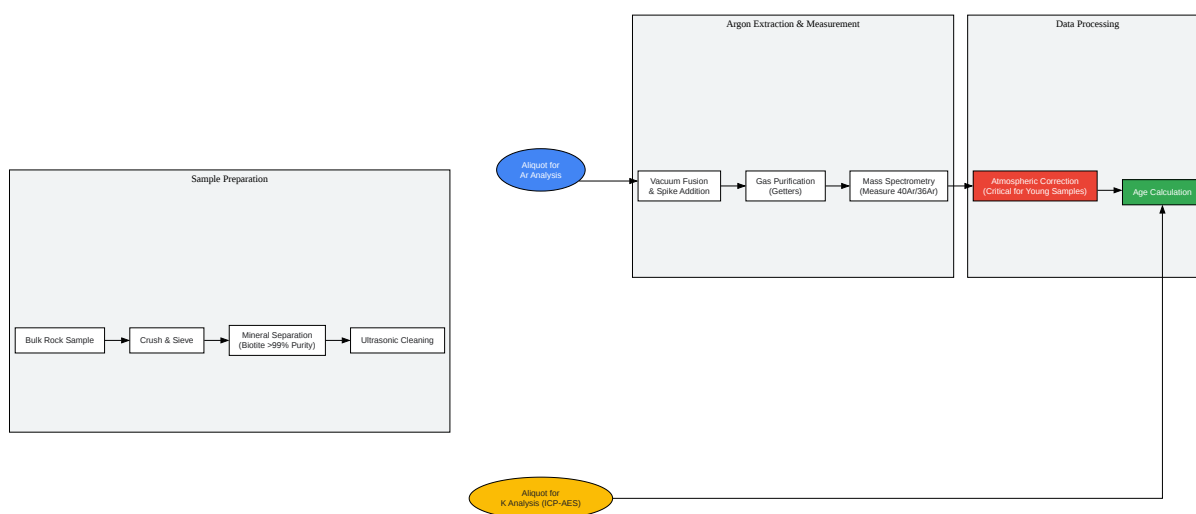 Sample Preparation
Bulk Rock Sample
Crush & Sieve
Mineral Separation
(Biotite >99% Purity)
Ultrasonic Cleaning
Aliquot for
Ar Analysis
Aliquot for
K Analysis (ICP-AES)
Argon Extraction & Measurement
Vacuum Fusion
& Spike Addition
Gas Purification
(Getters)
Mass Spectrometry
(Measure 40Ar/36Ar)
Data Processing
Atmospheric Correction
(Critical for Young Samples)
Age Calculation